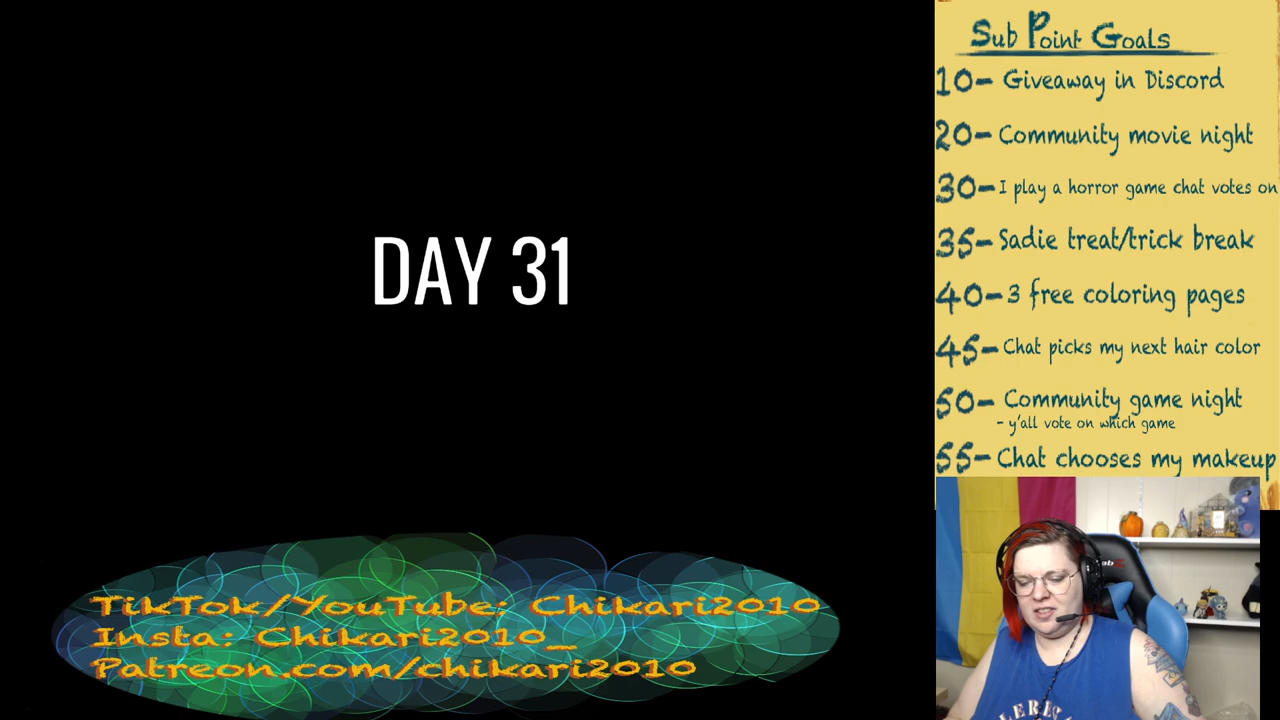 DAY 31
TikTok/YouTube: Chikari2010
Insta: Chikari2010_
Patreon.com/chikari2010
Sub Point Goals
10- Giveaway in Discord
20- Community movie night
30- I play a horror game chat votes on
35- Sadie treat/trick break
40- 3 free coloring pages
45- Chat picks my next hair color
50- Community game night
- y'all vote on which game
55- Chat chooses my makeup